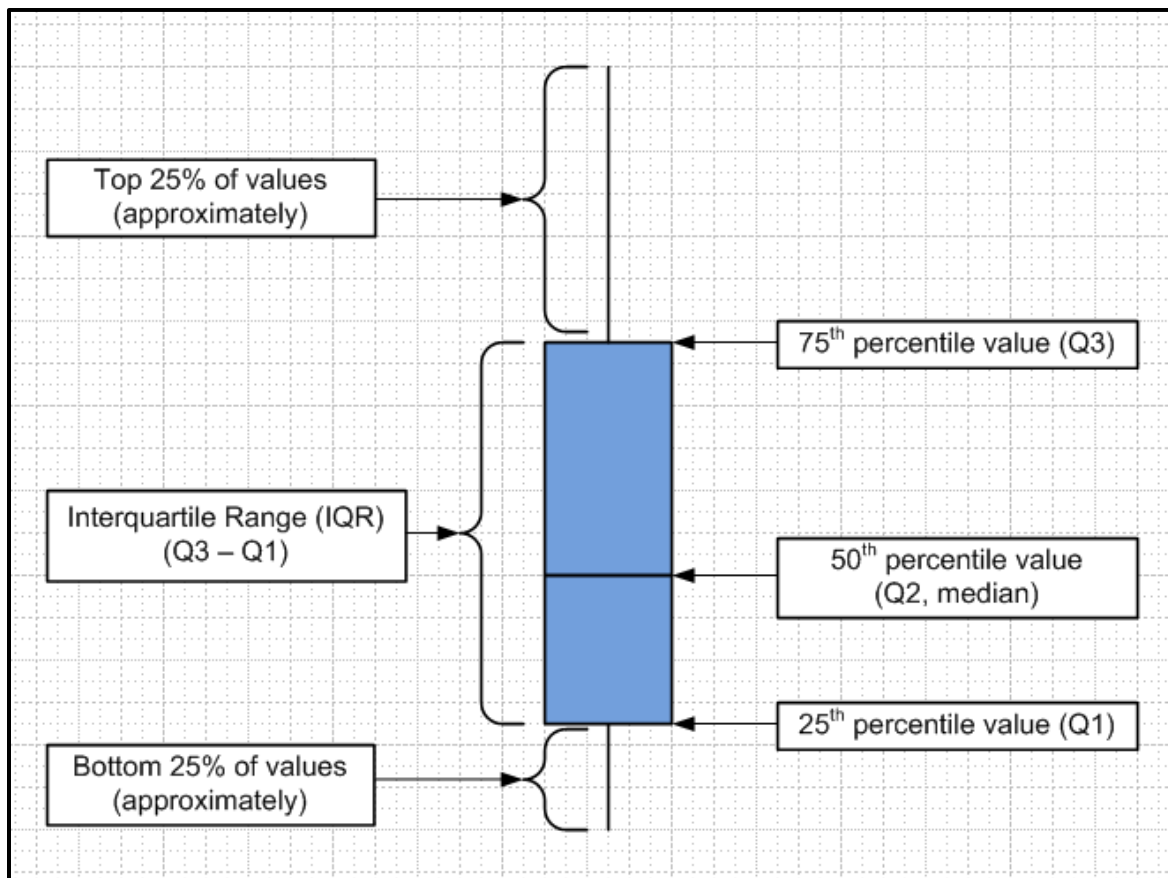 Top 25% of values
(approximately)
75th percentile value (Q3)
Interquartile Range (IQR)
(Q3 – Q1)
50th percentile value
(Q2, median)
25th percentile value (Q1)
Bottom 25% of values
(approximately)